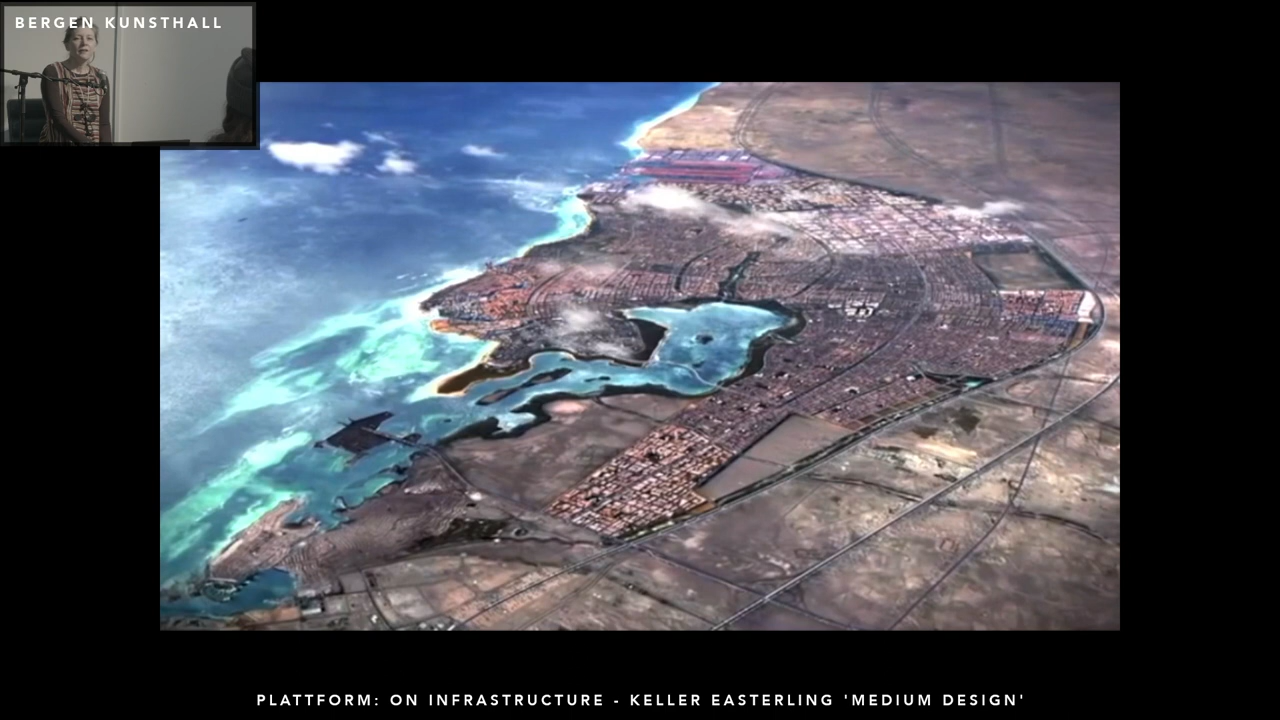 BERGEN KUNSTHALL
PLATTFORM: ON INFRASTRUCTURE - KELLER EASTERLING 'MEDIUM DESIGN'